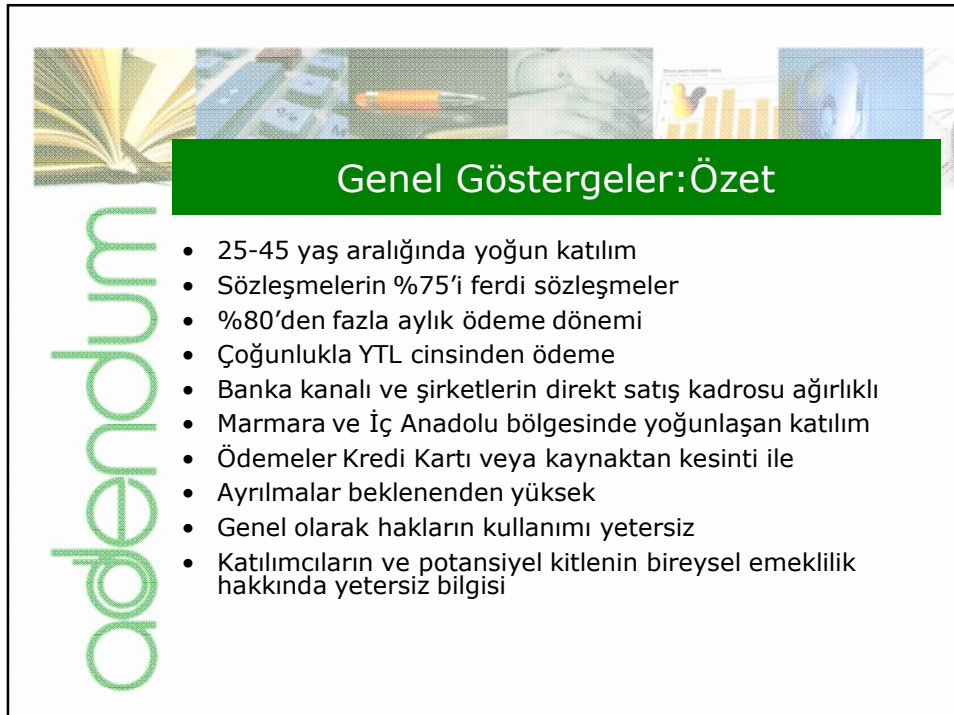 Genel Göstergeler:Özet
addendum
• 25-45 yaş aralığında yoğun katılım
• Sözleşmelerin %75’i ferdi sözleşmeler
• %80’den fazla aylık ödeme dönemi
• Çoğunlukla YTL cinsinden ödeme
• Banka kanalı ve şirketlerin direkt satış kadrosu ağırlıklı
• Marmara ve İç Anadolu bölgesinde yoğunlaşan katılım
• Ödemeler Kredi Kartı veya kaynaktan kesinti ile
• Ayrılmalar beklenenden yüksek
• Genel olarak hakların kullanımı yetersiz
• Katılımcıların ve potansiyel kitlenin bireysel emeklilik
hakkında yetersiz bilgisi